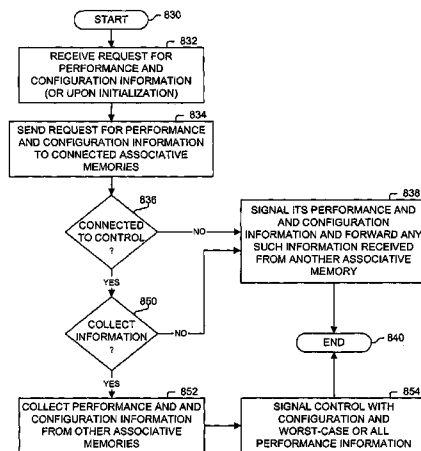 START
830
832
RECEIVE REQUEST FOR
PERFORMANCE AND
CONFIGURATION INFORMATION
(OR UPON INITIALIZATION)
834
SEND REQUEST FOR PERFORMANCE
AND CONFIGURATION INFORMATION
TO CONNECTED ASSOCIATIVE
MEMORIES
836
CONNECTED
TO CONTROL
?
NO
YES
838
SIGNAL ITS PERFORMANCE AND
AND CONFIGURATION
INFORMATION AND FORWARD ANY
SUCH INFORMATION RECEIVED
FROM ANOTHER ASSOCIATIVE
MEMORY
850
COLLECT
INFORMATION
?
NO
YES
END
840
852
COLLECT PERFORMANCE AND AND
CONFIGURATION INFORMATION
FROM OTHER ASSOCIATIVE
MEMORIES
854
SIGNAL CONTROL WITH
CONFIGURATION AND
WORST-CASE OR ALL
PERFORMANCE INFORMATION